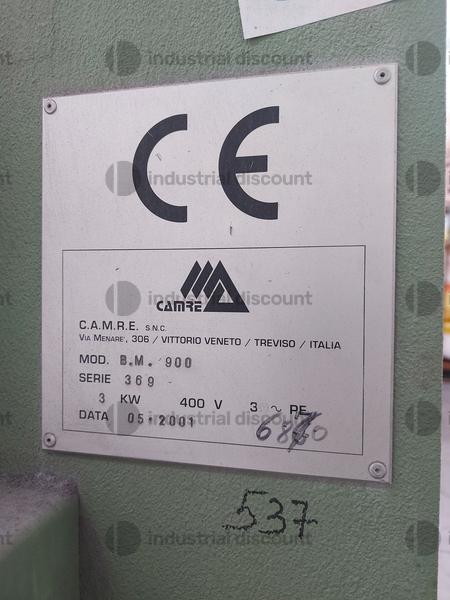 CE
CAMRE
C.A.M.R.E. S.N.C.
VIA MENARE', 306 / VITTORIO VENETO / TREVISO / ITALIA
MOD. B.M. 900
SERIE 369
3 KW 400 V 3 ~ PE
DATA 05-2001
537
industrial discount